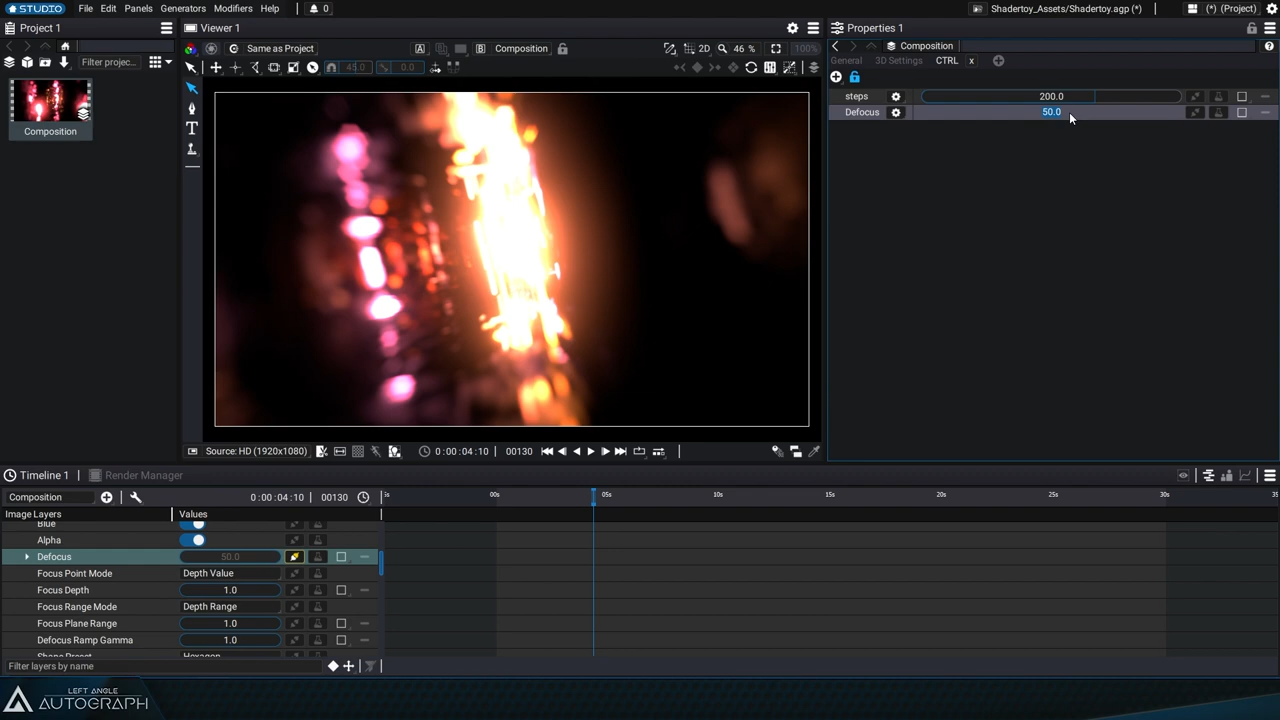 STUDIO File Edit Panels Generators Modifiers Help 0 Shadertoy_Assets/Shadertoy.agp (*) (*) (Project)
Project 1 Viewer 1 Properties 1
Same as Project A B Composition 2D 46 % 100%
Composition
Filter projec...
45.0 0.0
General 3D Settings CTRL x
steps 200.0
Defocus 50.0
Composition
Source: HD (1920x1080) 0:00:04:10 00130
Timeline 1 Render Manager
Composition 0:00:04:10 00130 00s 05s 10s 15s 20s 25s 30s 35
Image Layers Values
Blue
Alpha
Defocus 50.0
Focus Point Mode Depth Value
Focus Depth 1.0
Focus Range Mode Depth Range
Focus Plane Range 1.0
Defocus Ramp Gamma 1.0
Shape Preset Hexagon
Filter layers by name
LEFT ANGLE
AUTOGRAPH